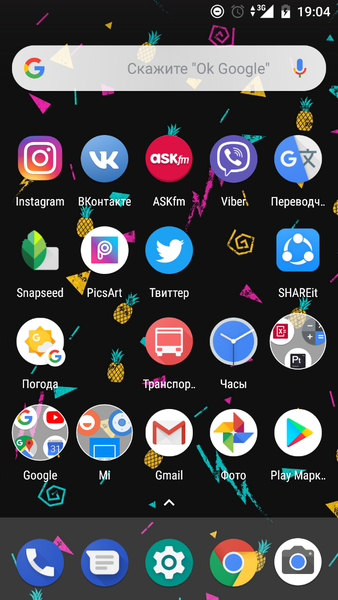 3G 19:04
Скажите "Ok Google"
ASKfm
Instagram ВКонтакте ASKfm Viber Переводч..
Snapseed PicsArt Твиттер SHAREit
Погода Транспор.. Часы
Google Mi Gmail Фото Play Марк..